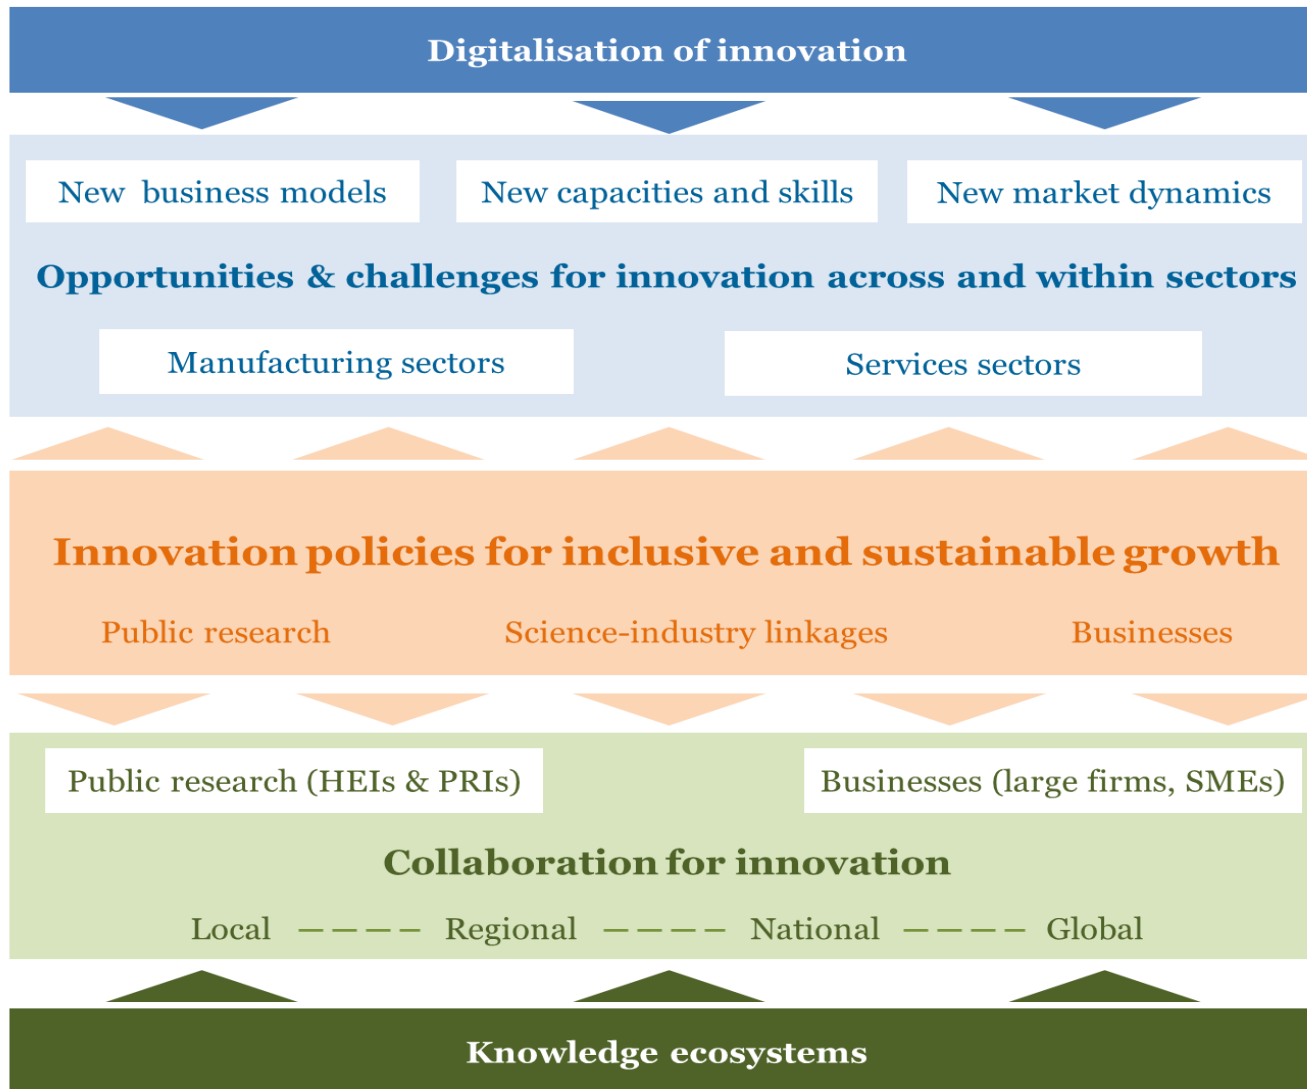 Digitalisation of innovation
New business models
New capacities and skills
New market dynamics
Opportunities & challenges for innovation across and within sectors
Manufacturing sectors
Services sectors
Innovation policies for inclusive and sustainable growth
Public research
Science-industry linkages
Businesses
Public research (HEIs & PRIs)
Businesses (large firms, SMEs)
Collaboration for innovation
Local ---- Regional ---- National ---- Global
Knowledge ecosystems